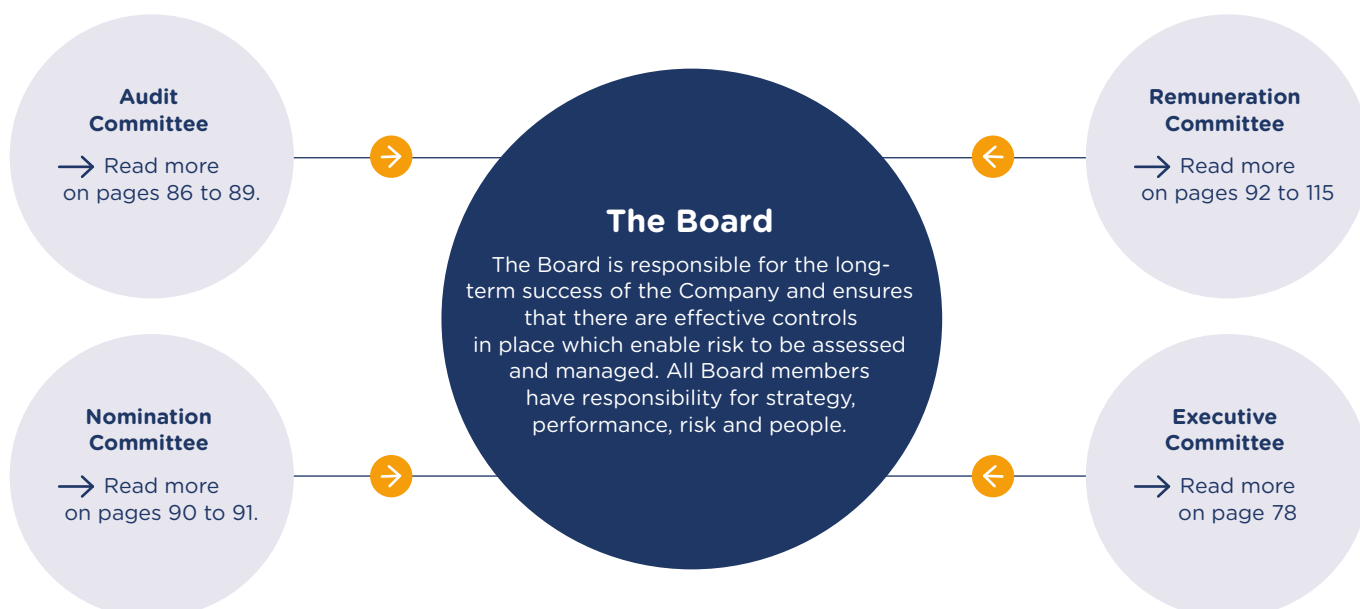 Audit
Committee
→ Read more
on pages 86 to 89.
Nomination
Committee
→ Read more
on pages 90 to 91.
The Board
The Board is responsible for the long-
term success of the Company and ensures
that there are effective controls
in place which enable risk to be assessed
and managed. All Board members
have responsibility for strategy,
performance, risk and people.
Remuneration
Committee
→ Read more
on pages 92 to 115
Executive
Committee
→ Read more
on page 78